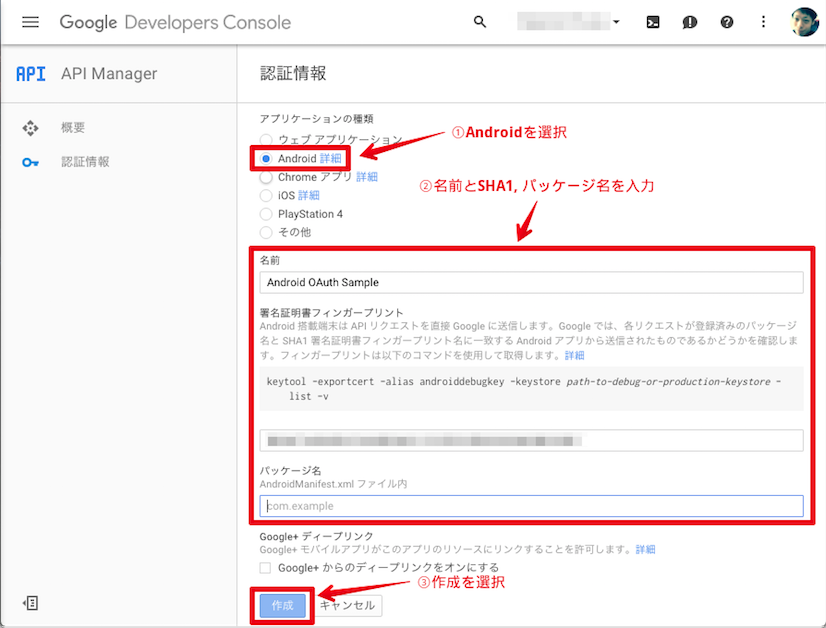 Google Developers Console
API API Manager
認証情報
概要
認証情報
アプリケーションの種類
ウェブ アプリケーション
①Androidを選択
Android 詳細
Chrome アプリ 詳細
②名前とSHA1, パッケージ名を入力
iOS 詳細
PlayStation 4
その他
名前
Android OAuth Sample
署名証明書フィンガープリント
Android 搭載端末は API リクエストを直接 Google に送信します。Google では、各リクエストが登録済みのパッケージ
名と SHA1 署名証明書フィンガープリント名に一致する Android アプリから送信されたものであるかどうかを確認しま
す。フィンガープリントは以下のコマンドを使用して取得します。詳細
keytool -exportcert -alias androiddebugkey -keystore path-to-debug-or-production-keystore -
list -v
パッケージ名
AndroidManifest.xml ファイル内
com.example
Google+ ディープリンク
Google+ モバイルアプリがこのアプリのリソースにリンクすることを許可します。詳細
Google+ からのディープリンクをオンにする
③作成を選択
作成 キャンセル